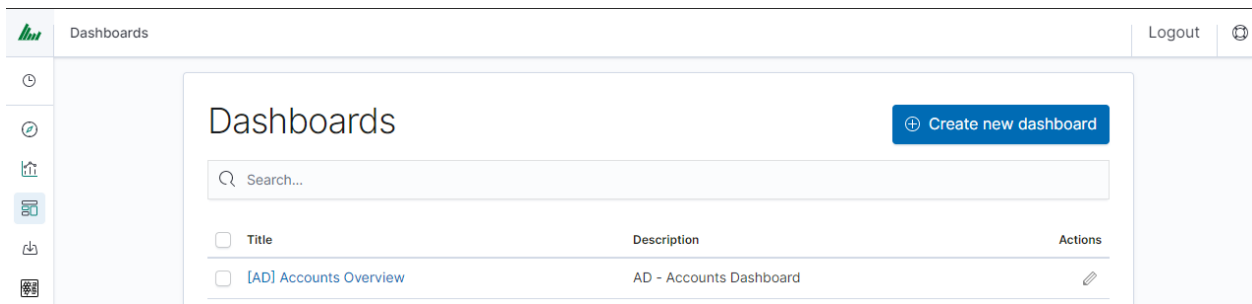 Dashboards
Logout
Dashboards
Create new dashboard
Search...
Title Description Actions
[AD] Accounts Overview AD - Accounts Dashboard